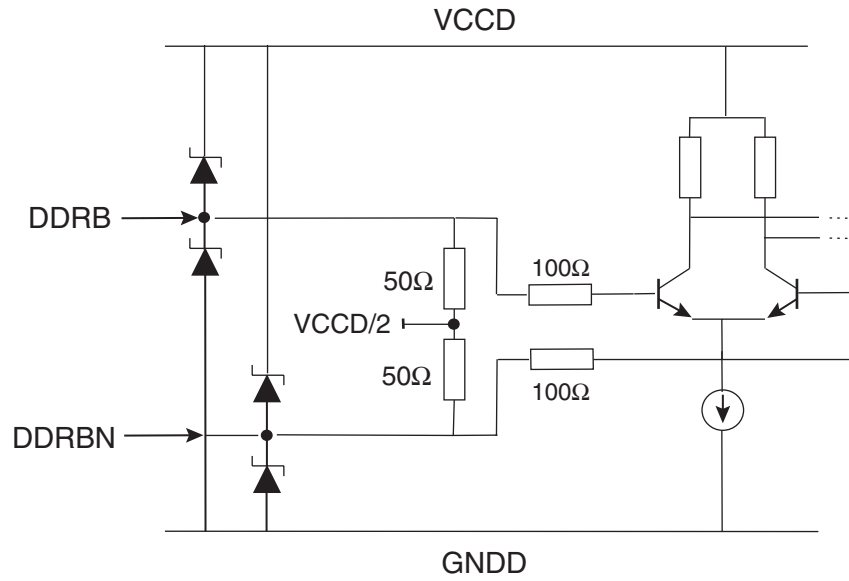 VCCD
DDRB
50Ω
100Ω
VCCD/2
50Ω
100Ω
DDRBN
GNDD